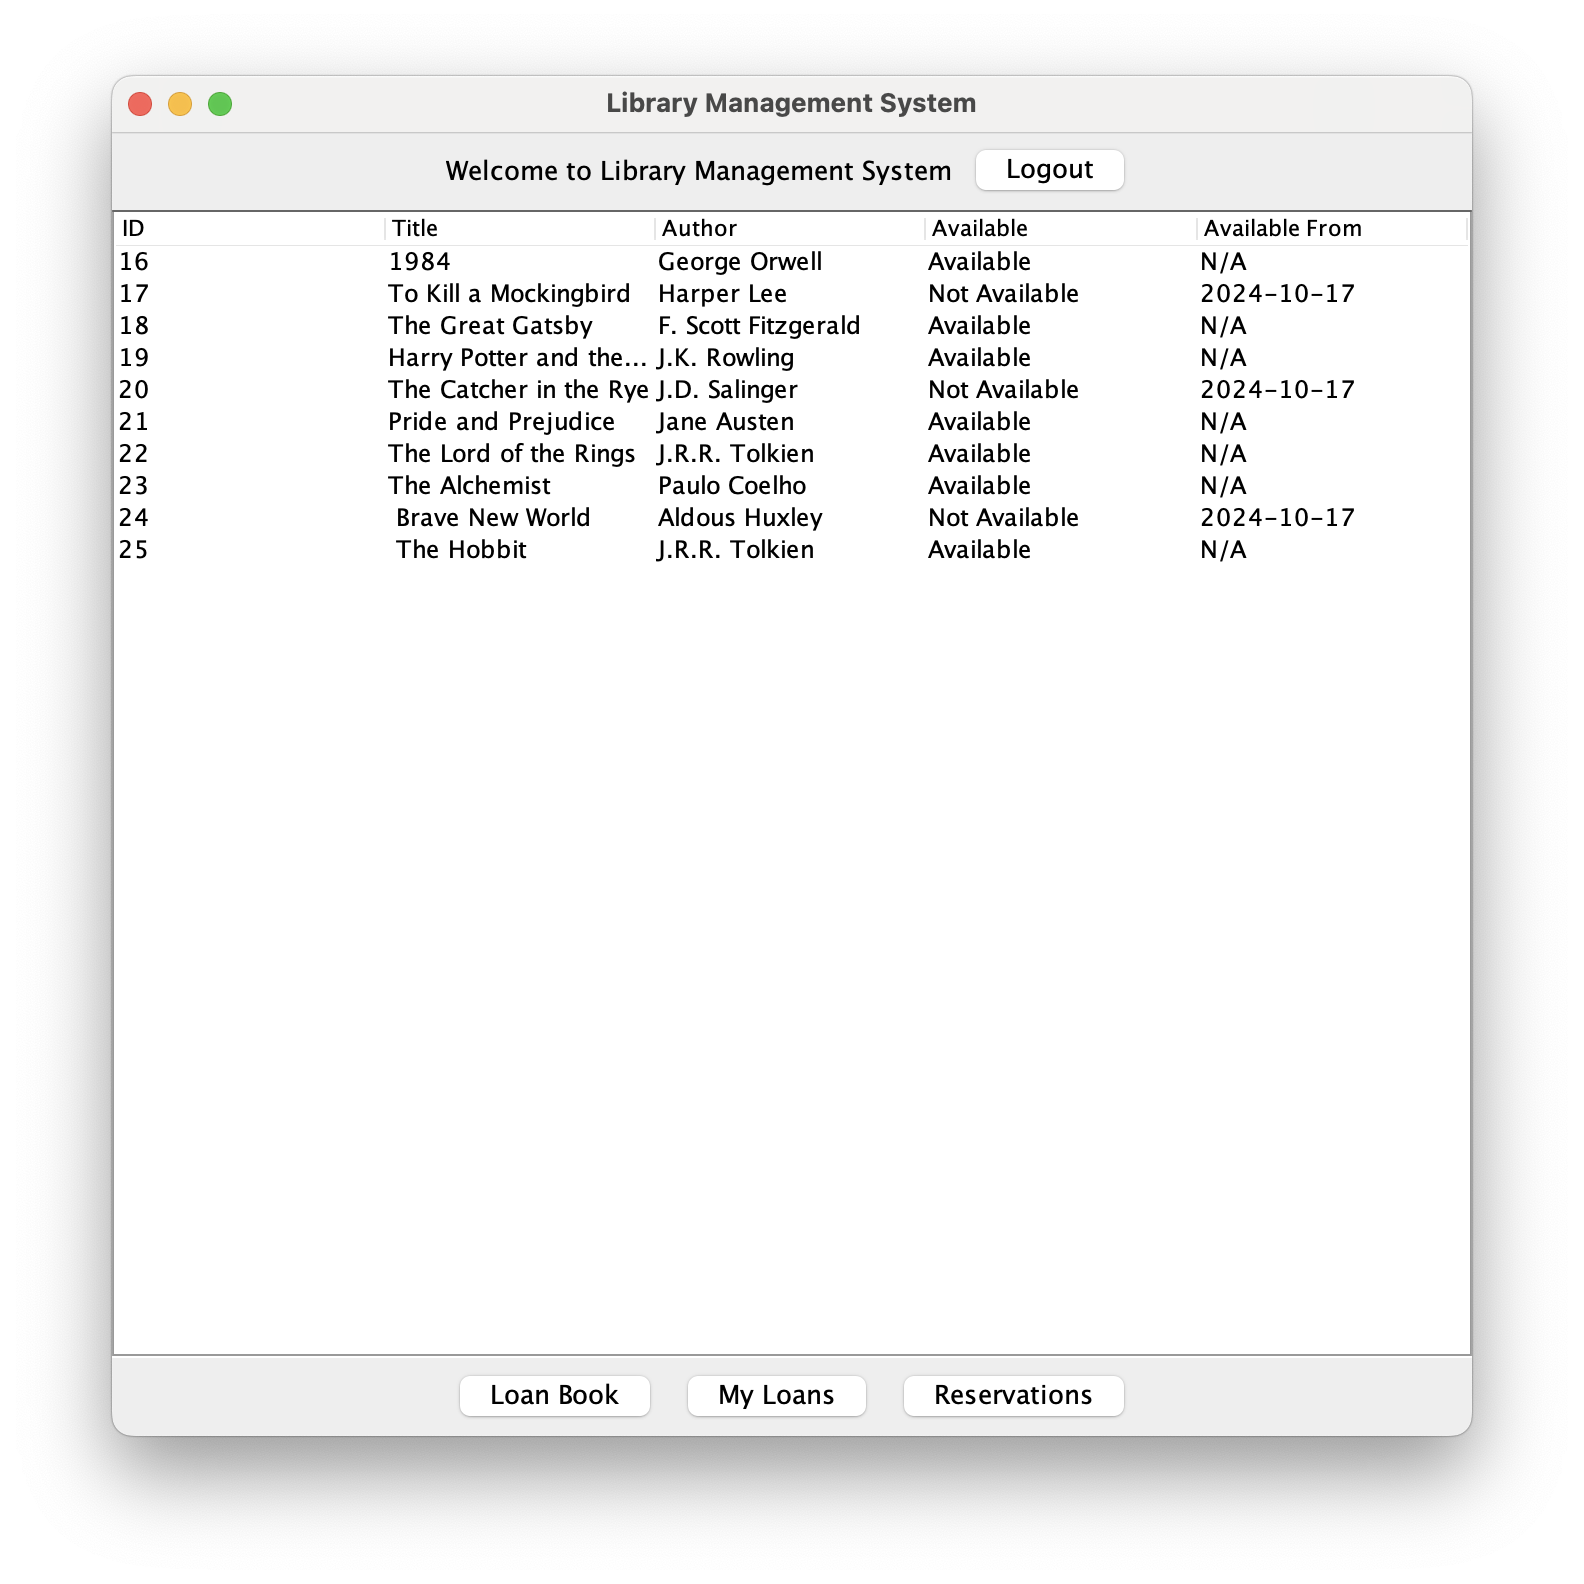 Library Management System
Welcome to Library Management System Logout
ID Title Author Available Available From
16 1984 George Orwell Available N/A
17 To Kill a Mockingbird Harper Lee Not Available 2024-10-17
18 The Great Gatsby F. Scott Fitzgerald Available N/A
19 Harry Potter and the... J.K. Rowling Available N/A
20 The Catcher in the Rye J.D. Salinger Not Available 2024-10-17
21 Pride and Prejudice Jane Austen Available N/A
22 The Lord of the Rings J.R.R. Tolkien Available N/A
23 The Alchemist Paulo Coelho Available N/A
24 Brave New World Aldous Huxley Not Available 2024-10-17
25 The Hobbit J.R.R. Tolkien Available N/A
Loan Book My Loans Reservations